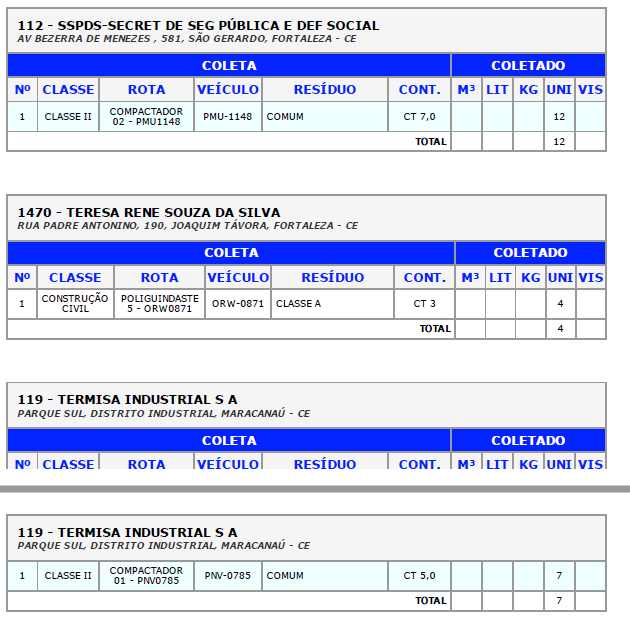 112 - SSPDS-SECRET DE SEG PÚBLICA E DEF SOCIAL
AV BEZERRA DE MENEZES , 581, SÃO GERARDO, FORTALEZA - CE
COLETA COLETADO
Nº CLASSE ROTA VEÍCULO RESÍDUO CONT. M³ LIT KG UNI VIS
1 CLASSE II COMPACTADOR 02 - PMU1148 PMU-1148 COMUM CT 7,0 12
TOTAL 12
1470 - TERESA RENE SOUZA DA SILVA
RUA PADRE ANTONINO, 190, JOAQUIM TÁVORA, FORTALEZA - CE
COLETA COLETADO
Nº CLASSE ROTA VEÍCULO RESÍDUO CONT. M³ LIT KG UNI VIS
1 CONSTRUÇÃO CIVIL POLIGUINDASTE 5 - ORW0871 ORW-0871 CLASSE A CT 3 4
TOTAL 4
119 - TERMISA INDUSTRIAL S A
PARQUE SUL, DISTRITO INDUSTRIAL, MARACANAÚ - CE
COLETA COLETADO
Nº CLASSE ROTA VEÍCULO RESÍDUO CONT. M³ LIT KG UNI VIS
119 - TERMISA INDUSTRIAL S A
PARQUE SUL, DISTRITO INDUSTRIAL, MARACANAÚ - CE
1 CLASSE II COMPACTADOR 01 - PNV0785 PNV-0785 COMUM CT 5,0 7
TOTAL 7